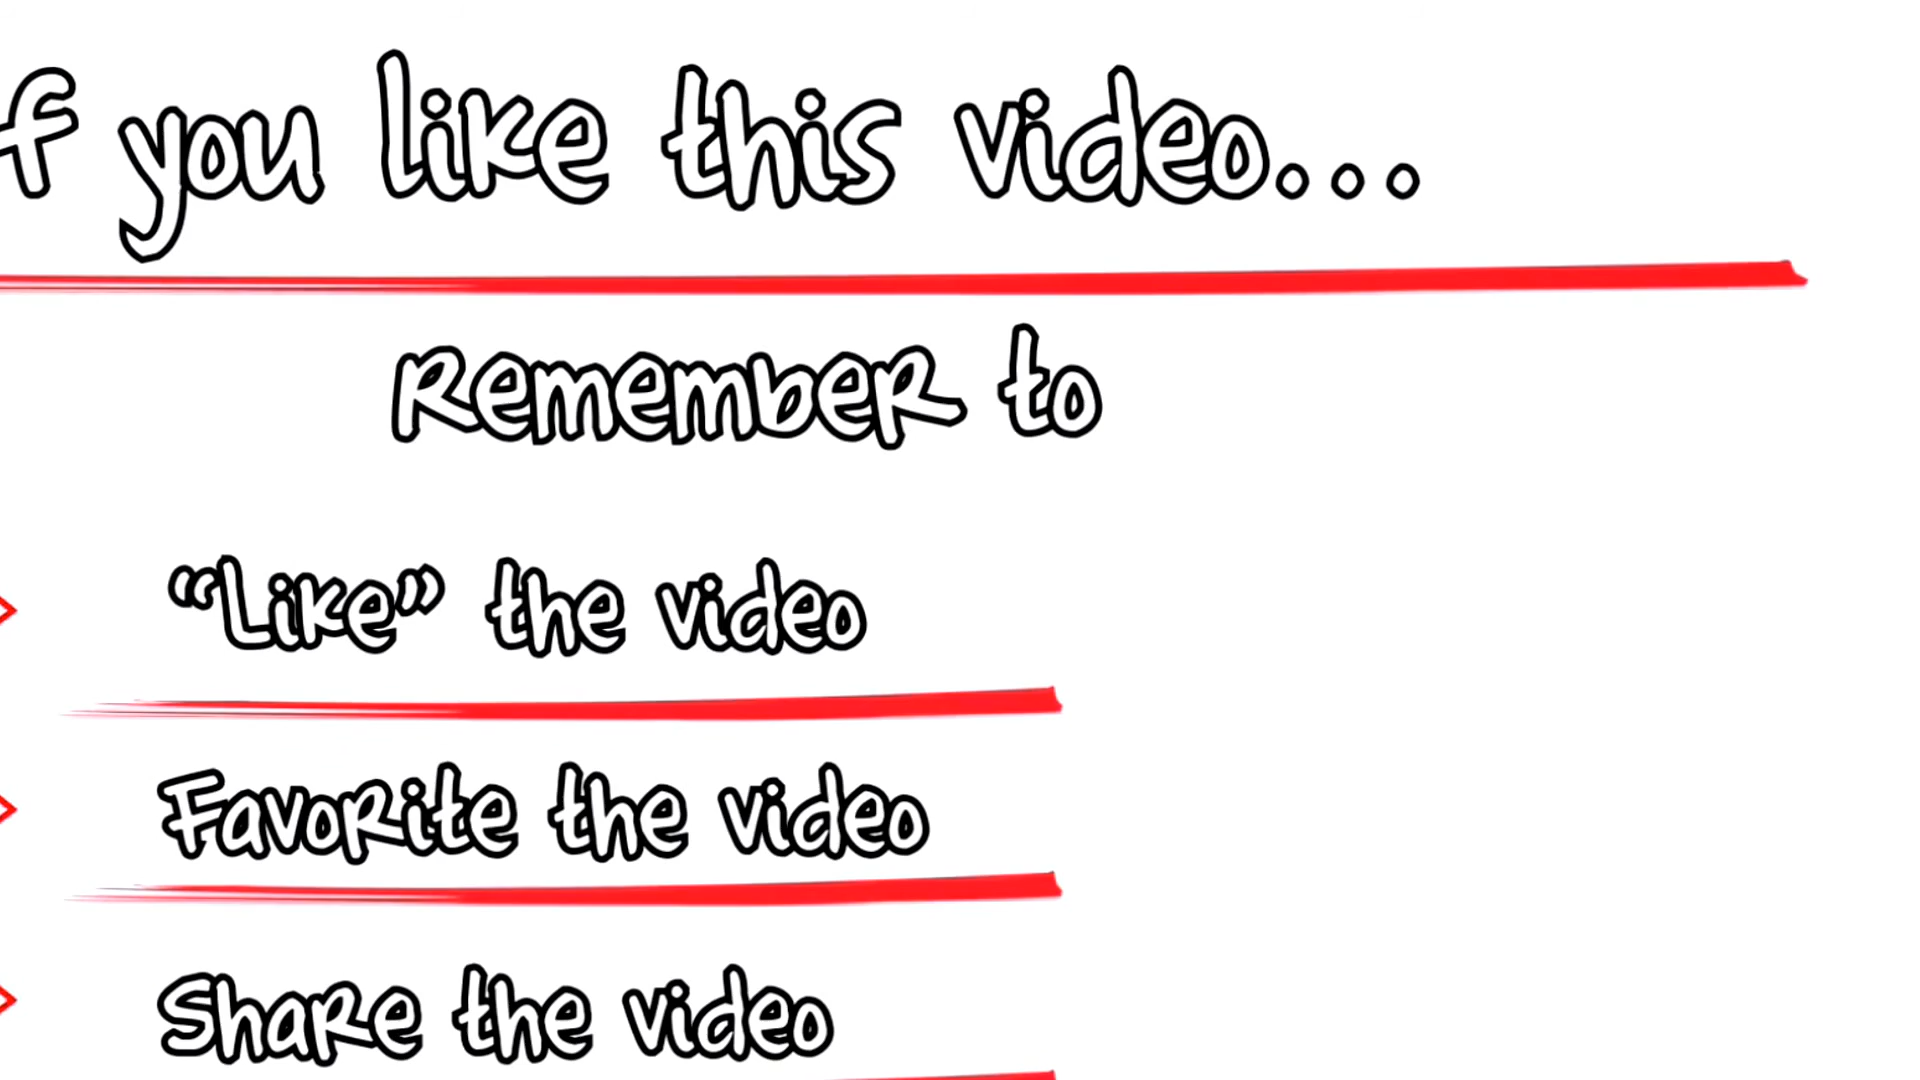 f you like this video...
Remember to
“Like” the video
Favorite the video
Share the video